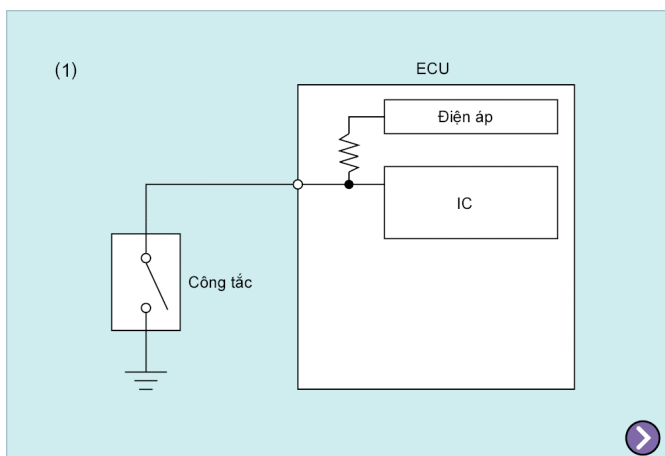 (1)
ECU
Điện áp
IC
Công tắc